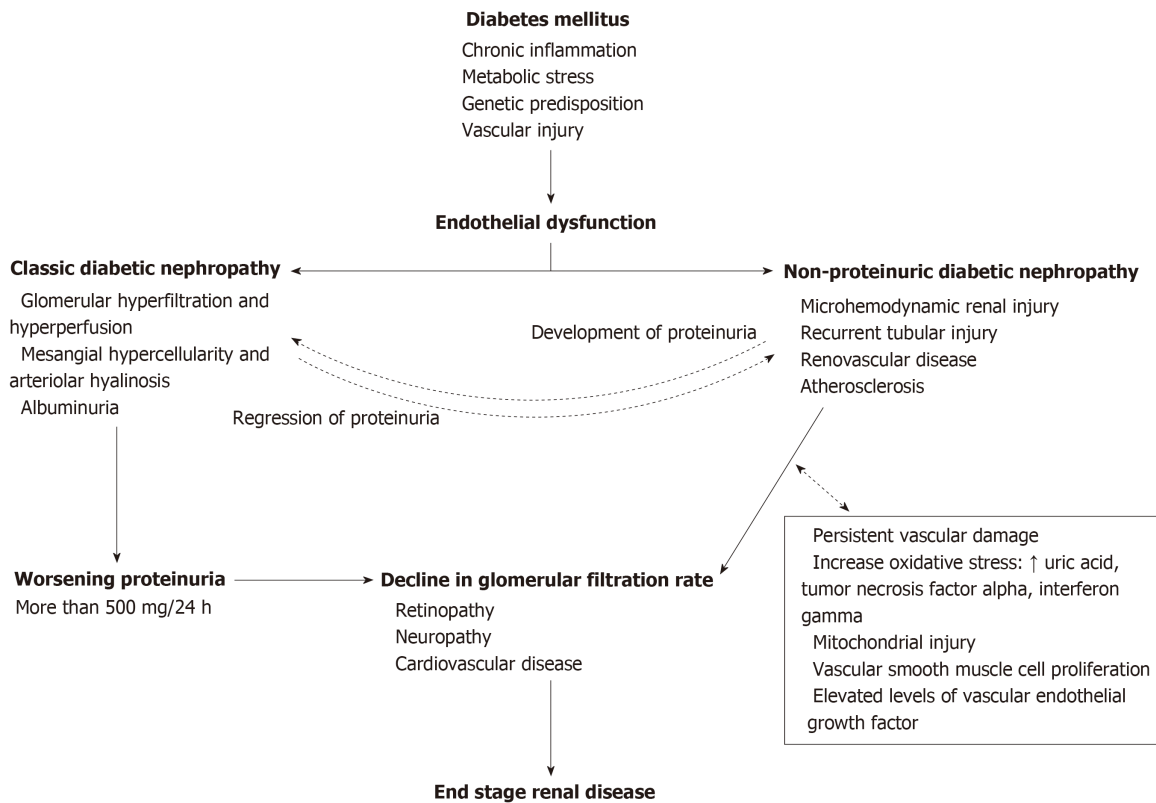 Diabetes mellitus
Chronic inflammation
Metabolic stress
Genetic predisposition
Vascular injury
Endothelial dysfunction
Classic diabetic nephropathy
Glomerular hyperfiltration and
hyperperfusion
Mesangial hypercellularity and
arteriolar hyalinosis
Albuminuria
Non-proteinuric diabetic nephropathy
Microhemodynamic renal injury
Recurrent tubular injury
Renovascular disease
Atherosclerosis
Development of proteinuria
Regression of proteinuria
Worsening proteinuria
More than 500 mg/24 h
Decline in glomerular filtration rate
Retinopathy
Neuropathy
Cardiovascular disease
Persistent vascular damage
Increase oxidative stress: ↑ uric acid,
tumor necrosis factor alpha, interferon
gamma
Mitochondrial injury
Vascular smooth muscle cell proliferation
Elevated levels of vascular endothelial
growth factor
End stage renal disease